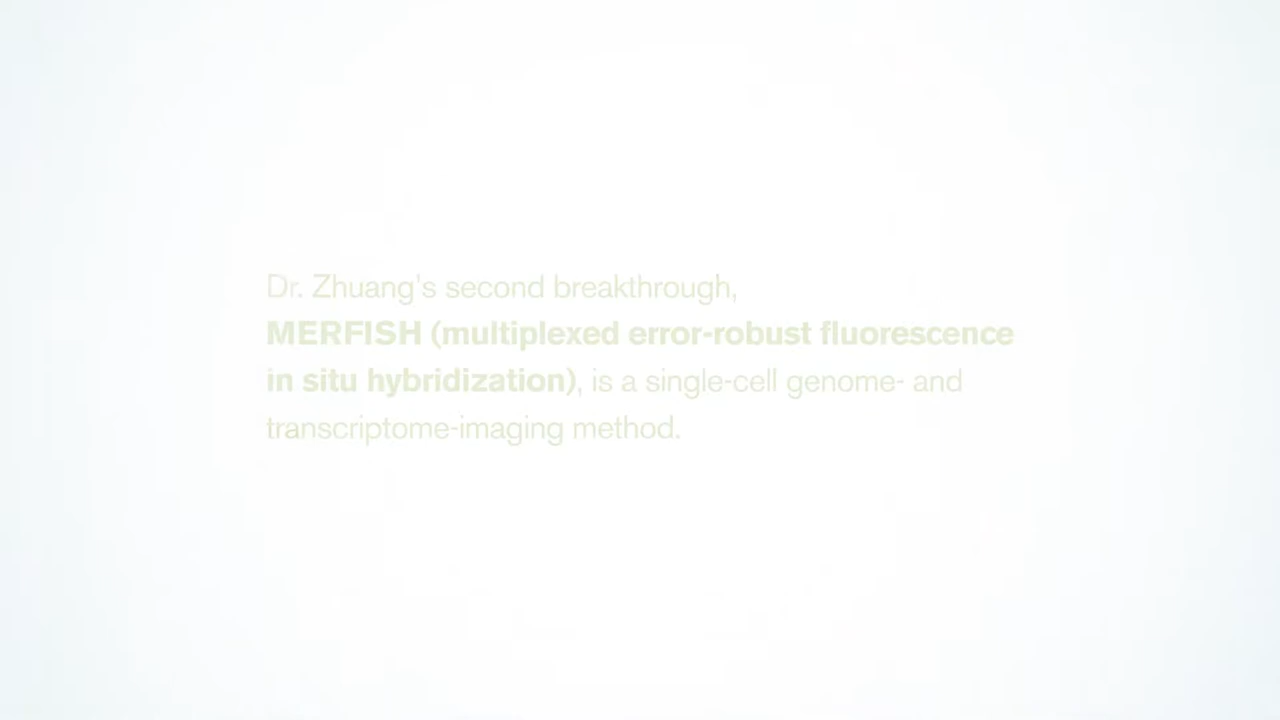 Dr. Zhuang's second breakthrough,
MERFISH (multiplexed error-robust fluorescence
in situ hybridization), is a single-cell genome- and
transcriptome-imaging method.